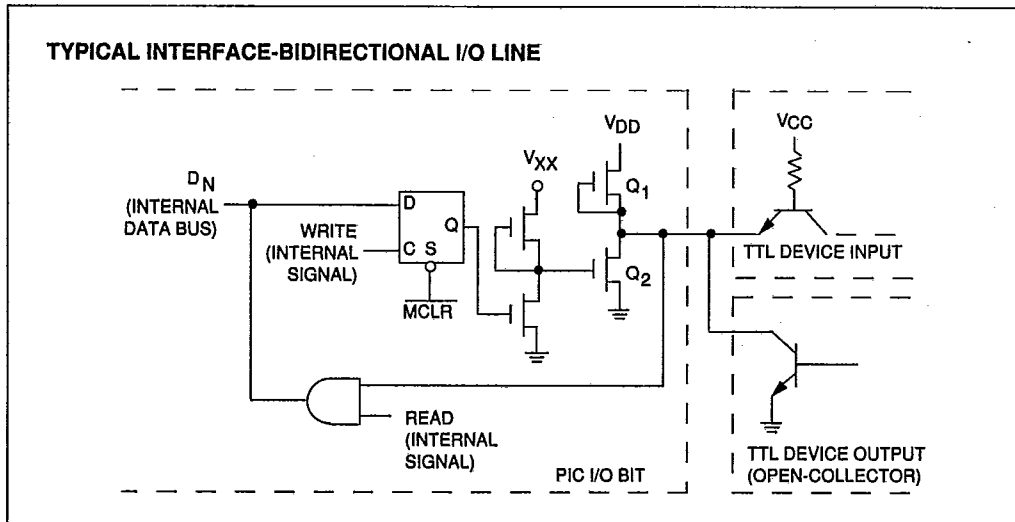 TYPICAL INTERFACE-BIDIRECTIONAL I/O LINE
VDD
VCC
VXX
DN
(INTERNAL
DATA BUS)
Q1
D
Q
WRITE
(INTERNAL
SIGNAL)
C S
Q2
TTL DEVICE INPUT
MCLR
READ
(INTERNAL
SIGNAL)
PIC I/O BIT
TTL DEVICE OUTPUT
(OPEN-COLLECTOR)